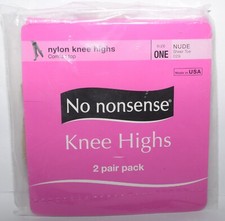 nylon knee highs
Comfort top
SIZE
ONE
NUDE
Sheer Toe
made in USA
No nonsense®
Knee Highs
2 pair pack